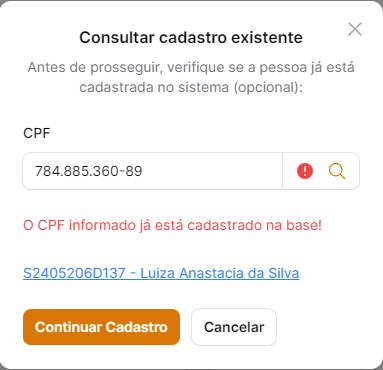 Consultar cadastro existente
Antes de prosseguir, verifique se a pessoa já está
cadastrada no sistema (opcional):
CPF
784.885.360-89
O CPF informado já está cadastrado na base!
S2405206D137 - Luiza Anastacia da Silva
Continuar Cadastro
Cancelar